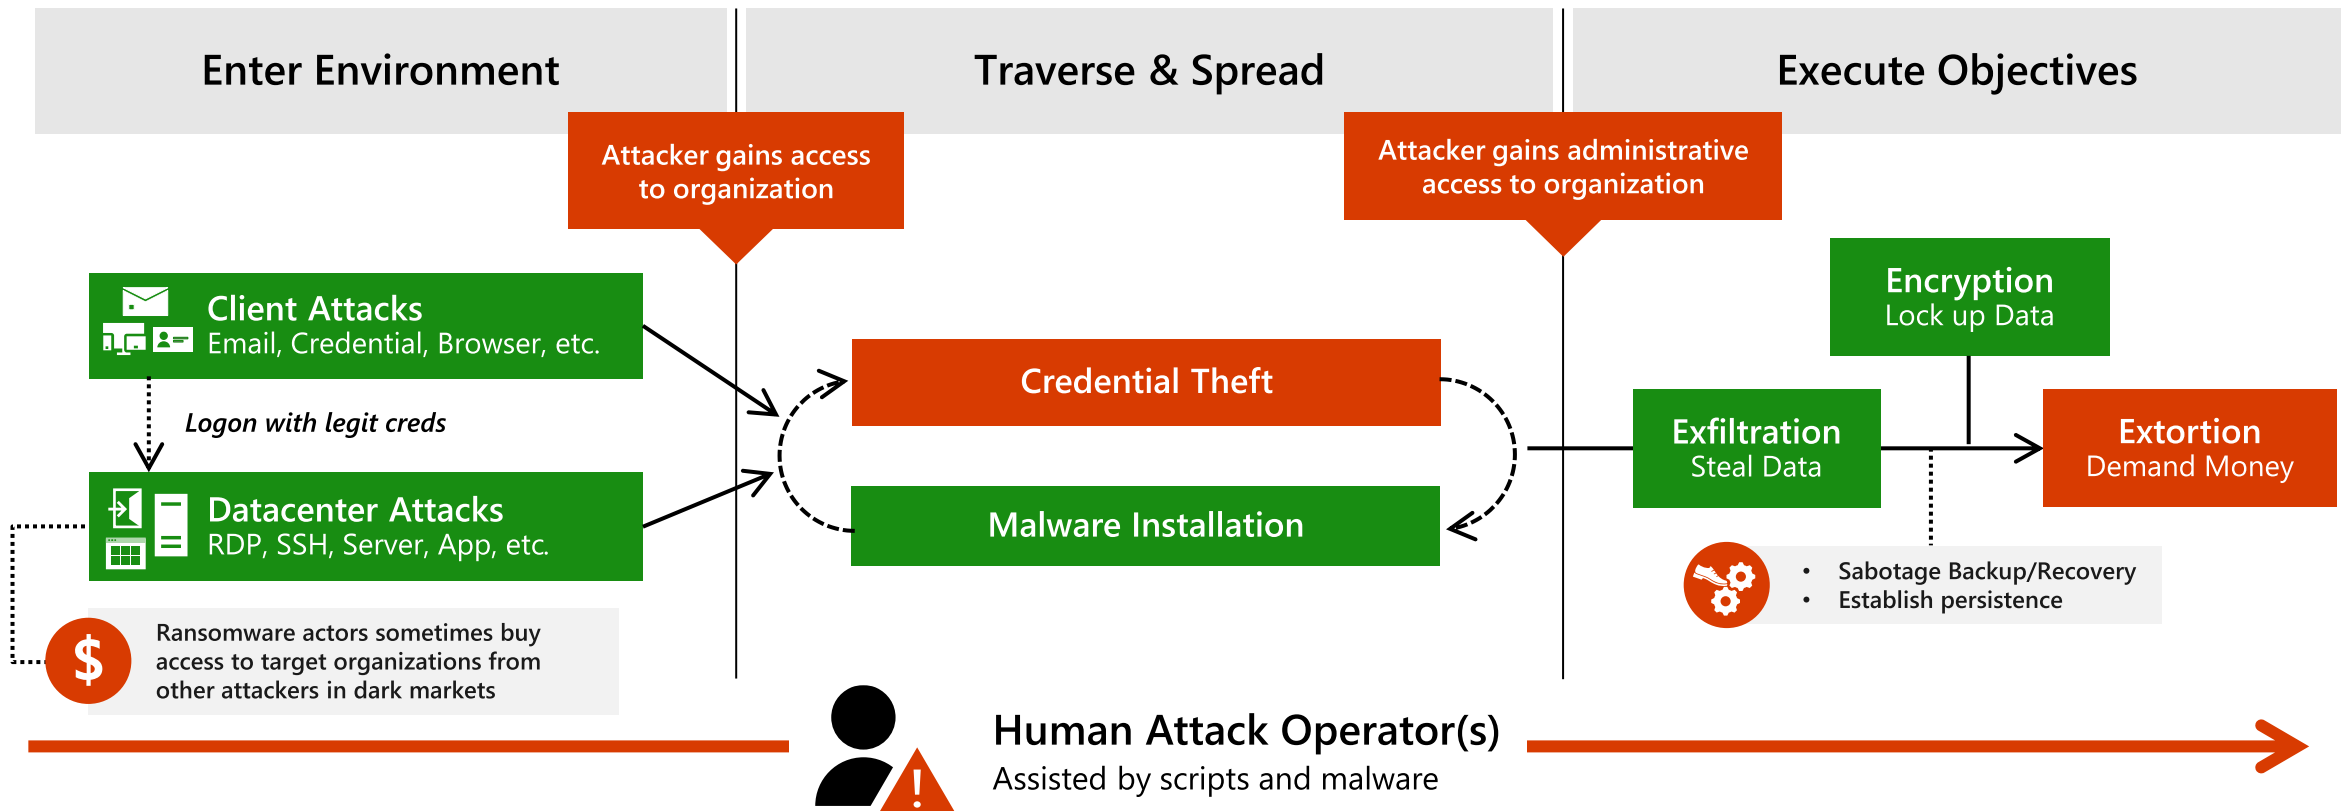 Enter Environment
Traverse & Spread
Execute Objectives
Attacker gains access
to organization
Attacker gains administrative
access to organization
Client Attacks
Email, Credential, Browser, etc.
Logon with legit creds
Datacenter Attacks
RDP, SSH, Server, App, etc.
$
Ransomware actors sometimes buy
access to target organizations from
other attackers in dark markets
Credential Theft
Malware Installation
Encryption
Lock up Data
Exfiltration
Steal Data
Extortion
Demand Money
• Sabotage Backup/Recovery
• Establish persistence
!
Human Attack Operator(s)
Assisted by scripts and malware